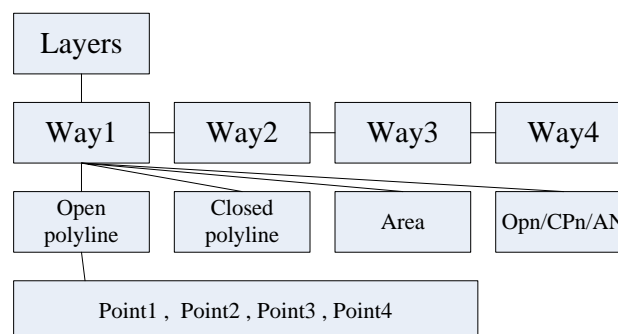 Layers
Way1 Way2 Way3 Way4
Open
polyline
Closed
polyline
Area
Opn/CPn/AN
Point1 , Point2 , Point3 , Point4